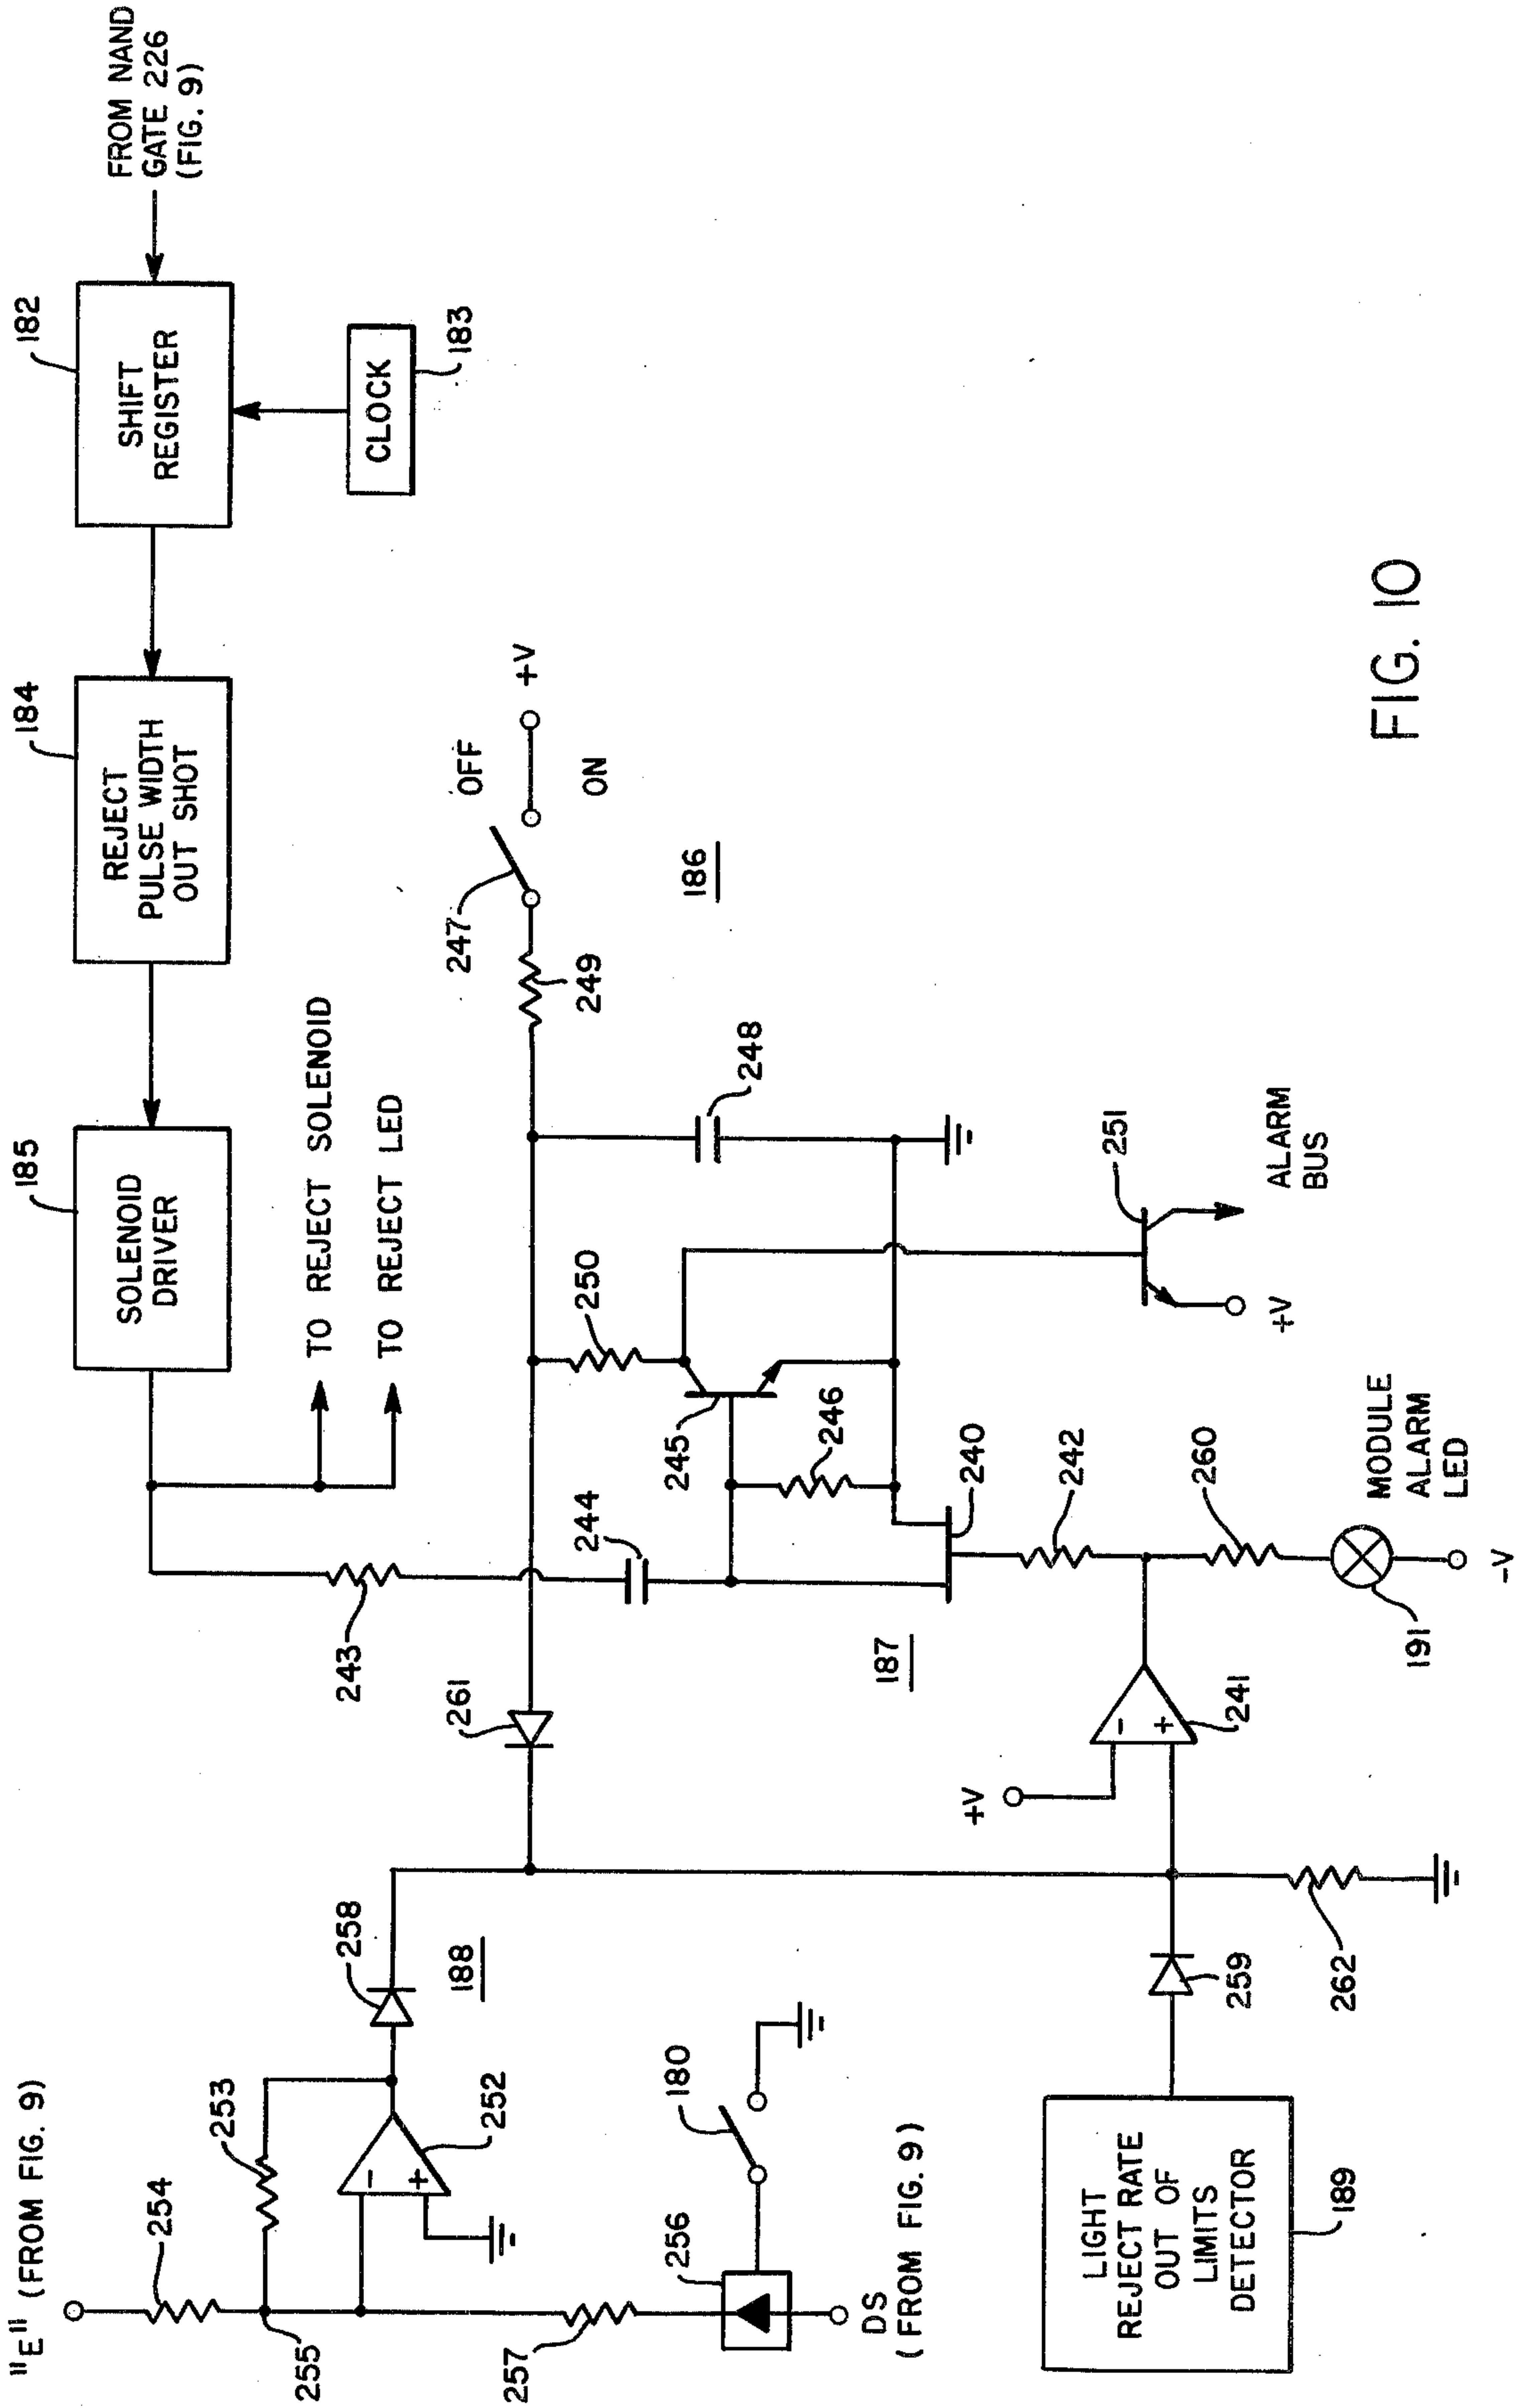 FROM NAND
GATE 226
(FIG. 9)
182
SHIFT
REGISTER
CLOCK
183
184
REJECT
PULSE WIDTH
OUT SHOT
185
SOLENOID
DRIVER
TO REJECT SOLENOID
TO REJECT LED
OFF
ON
+V
247
249
186
248
250
251
ALARM
BUS
+V
245
246
240
243
244
242
260
MODULE
ALARM
LED
-V
191
187
261
+V
-
+
241
"E" (FROM FIG. 9)
254
253
255
-
+
252
258
188
257
256
180
DS
(FROM FIG. 9)
LIGHT
REJECT RATE
OUT OF
LIMITS
DETECTOR
189
259
262
FIG. 10